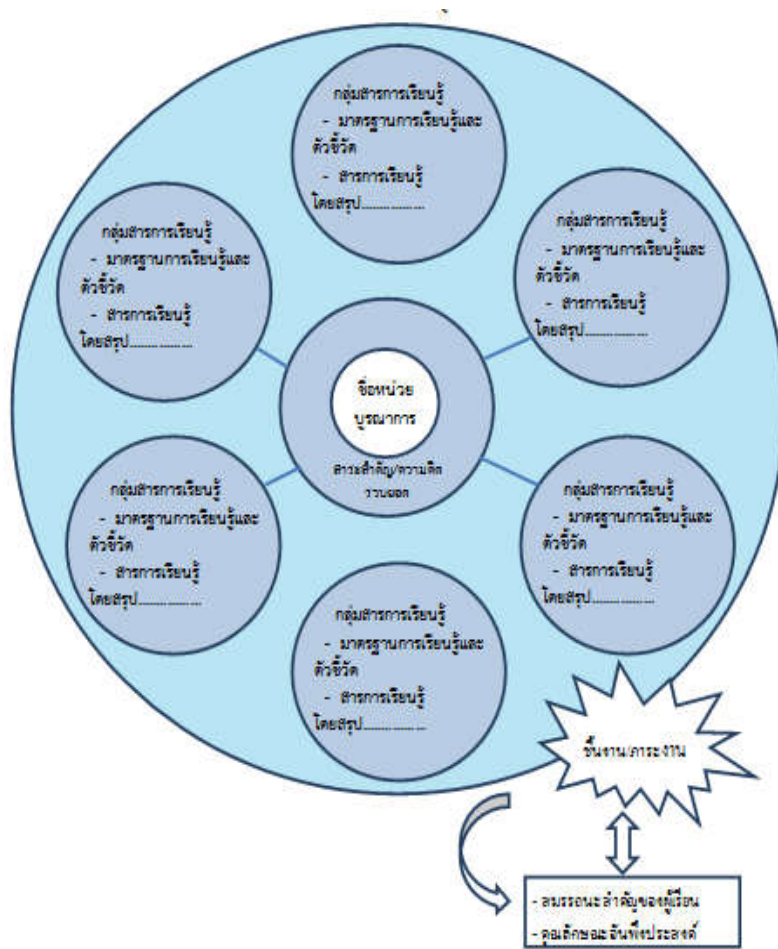 กลุ่มสารการเรียนรู้
- มาตรฐานการเรียนรู้และ
ตัวชี้วัด
- สารการเรียนรู้
โดยสรุป................
กลุ่มสารการเรียนรู้
- มาตรฐานการเรียนรู้และ
ตัวชี้วัด
- สารการเรียนรู้
โดยสรุป................
กลุ่มสารการเรียนรู้
- มาตรฐานการเรียนรู้และ
ตัวชี้วัด
- สารการเรียนรู้
โดยสรุป................
ชื่อหน่วย
บูรณาการ
สาระสำคัญ/ความคิด
รวบยอด
กลุ่มสารการเรียนรู้
- มาตรฐานการเรียนรู้และ
ตัวชี้วัด
- สารการเรียนรู้
โดยสรุป................
กลุ่มสารการเรียนรู้
- มาตรฐานการเรียนรู้และ
ตัวชี้วัด
- สารการเรียนรู้
โดยสรุป................
กลุ่มสารการเรียนรู้
- มาตรฐานการเรียนรู้และ
ตัวชี้วัด
- สารการเรียนรู้
โดยสรุป................
ชิ้นงาน/ภาระงาน
- สมรรถนะสำคัญของผู้เรียน
- คุณลักษณะอันพึงประสงค์